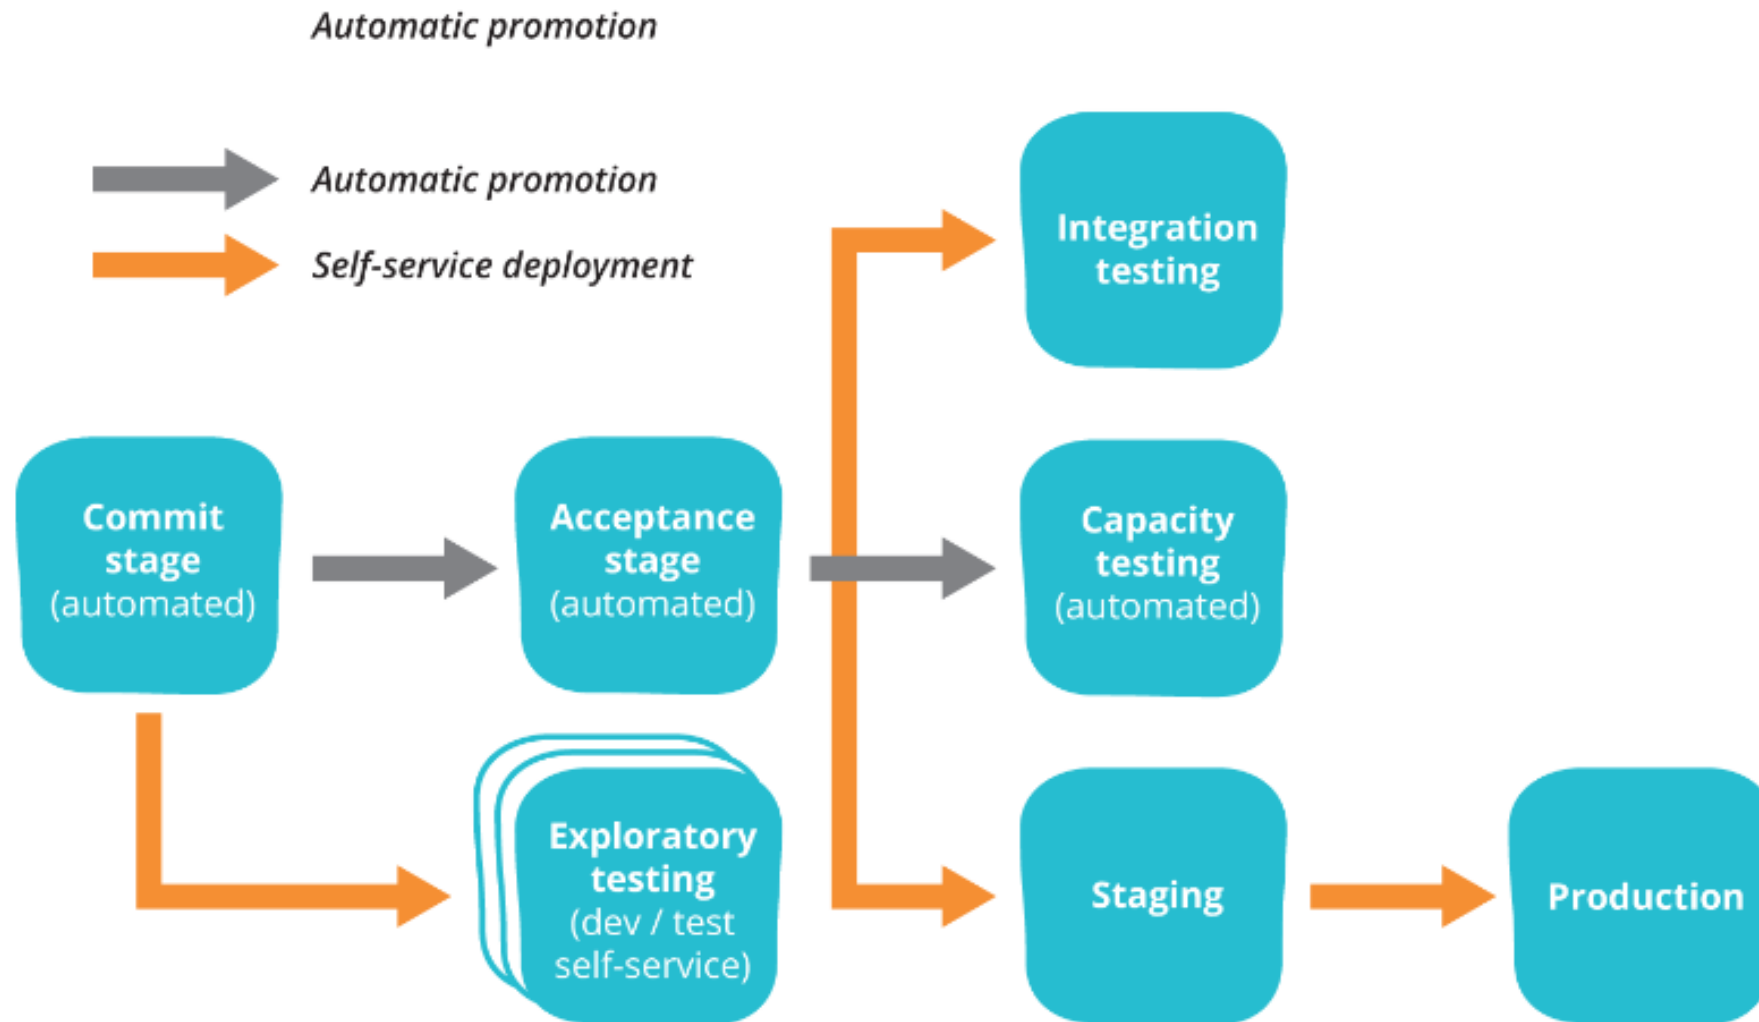 Automatic promotion
Automatic promotion
Self-service deployment
Integration
testing
Commit
stage
(automated)
Acceptance
stage
(automated)
Capacity
testing
(automated)
Exploratory
testing
(dev / test
self-service)
Staging
Production